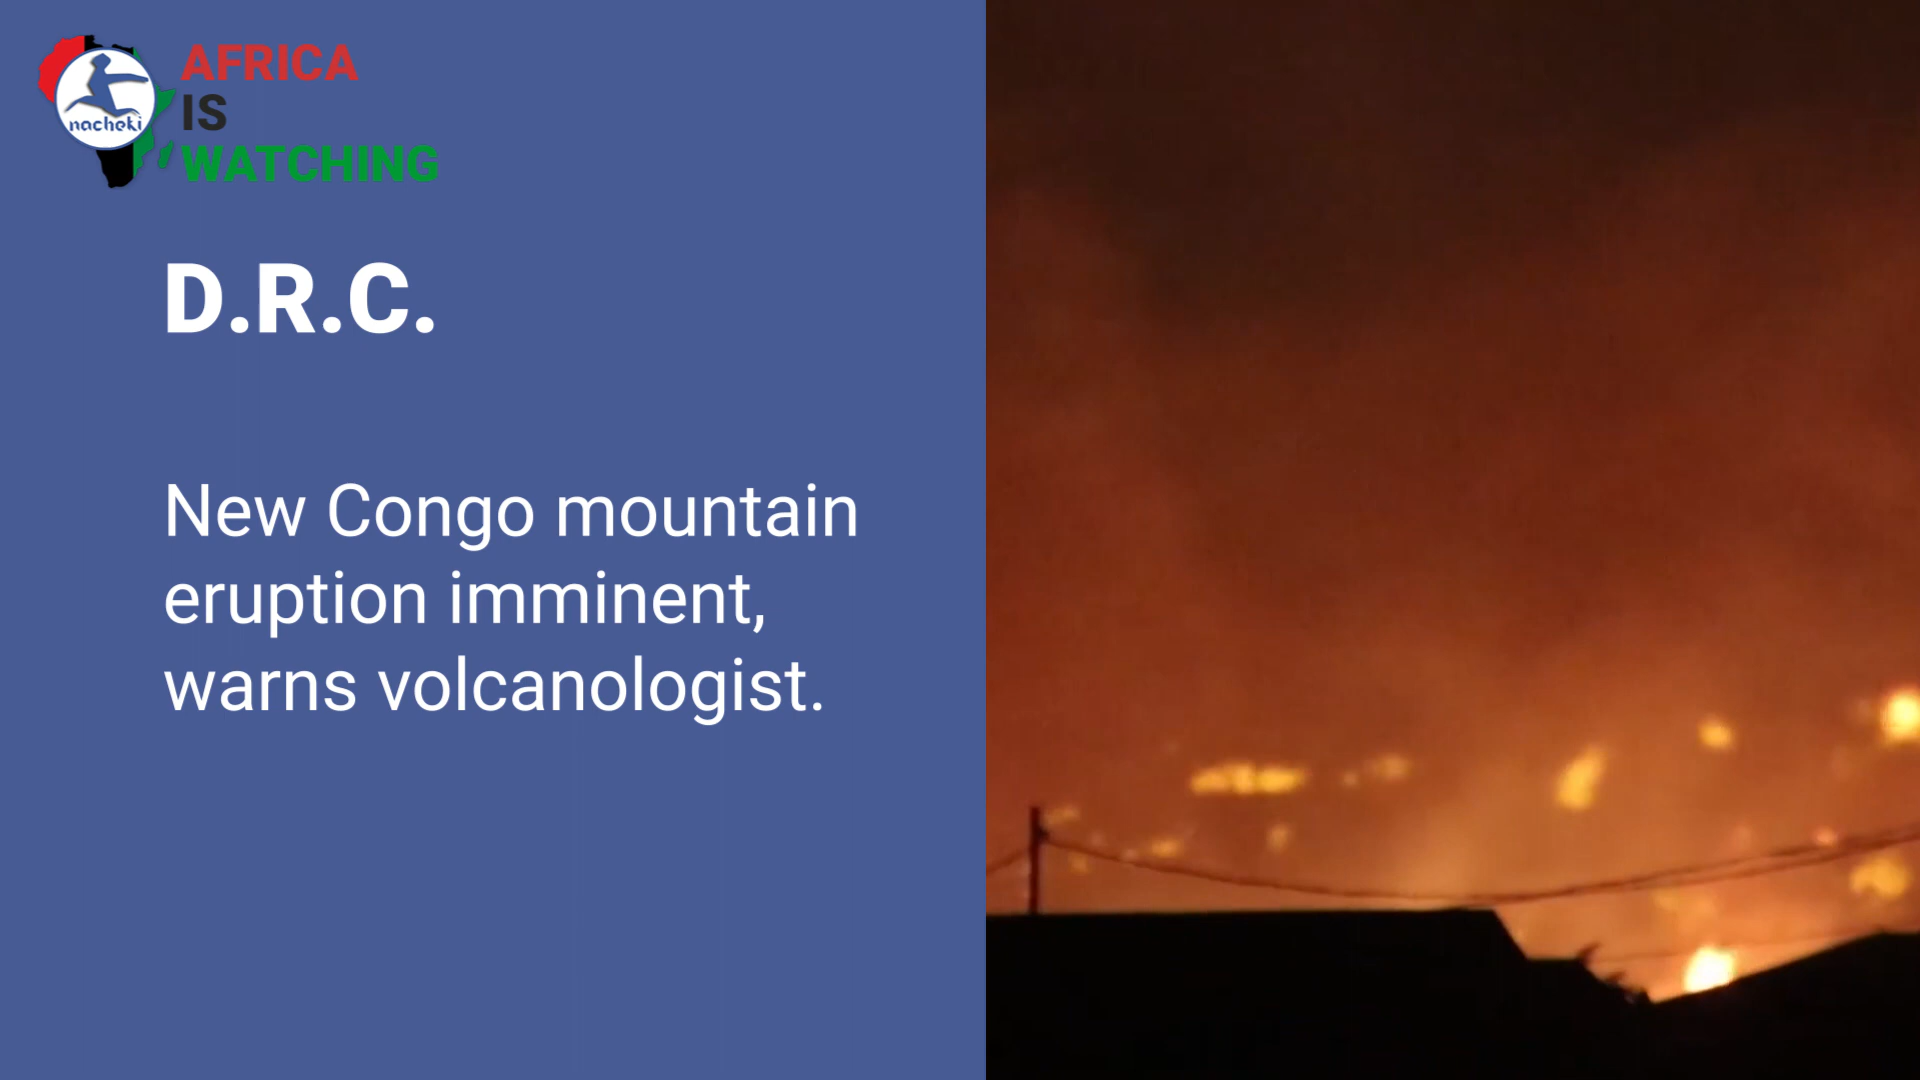 nacheki
AFRICA
IS
WATCHING
D.R.C.
New Congo mountain
eruption imminent,
warns volcanologist.